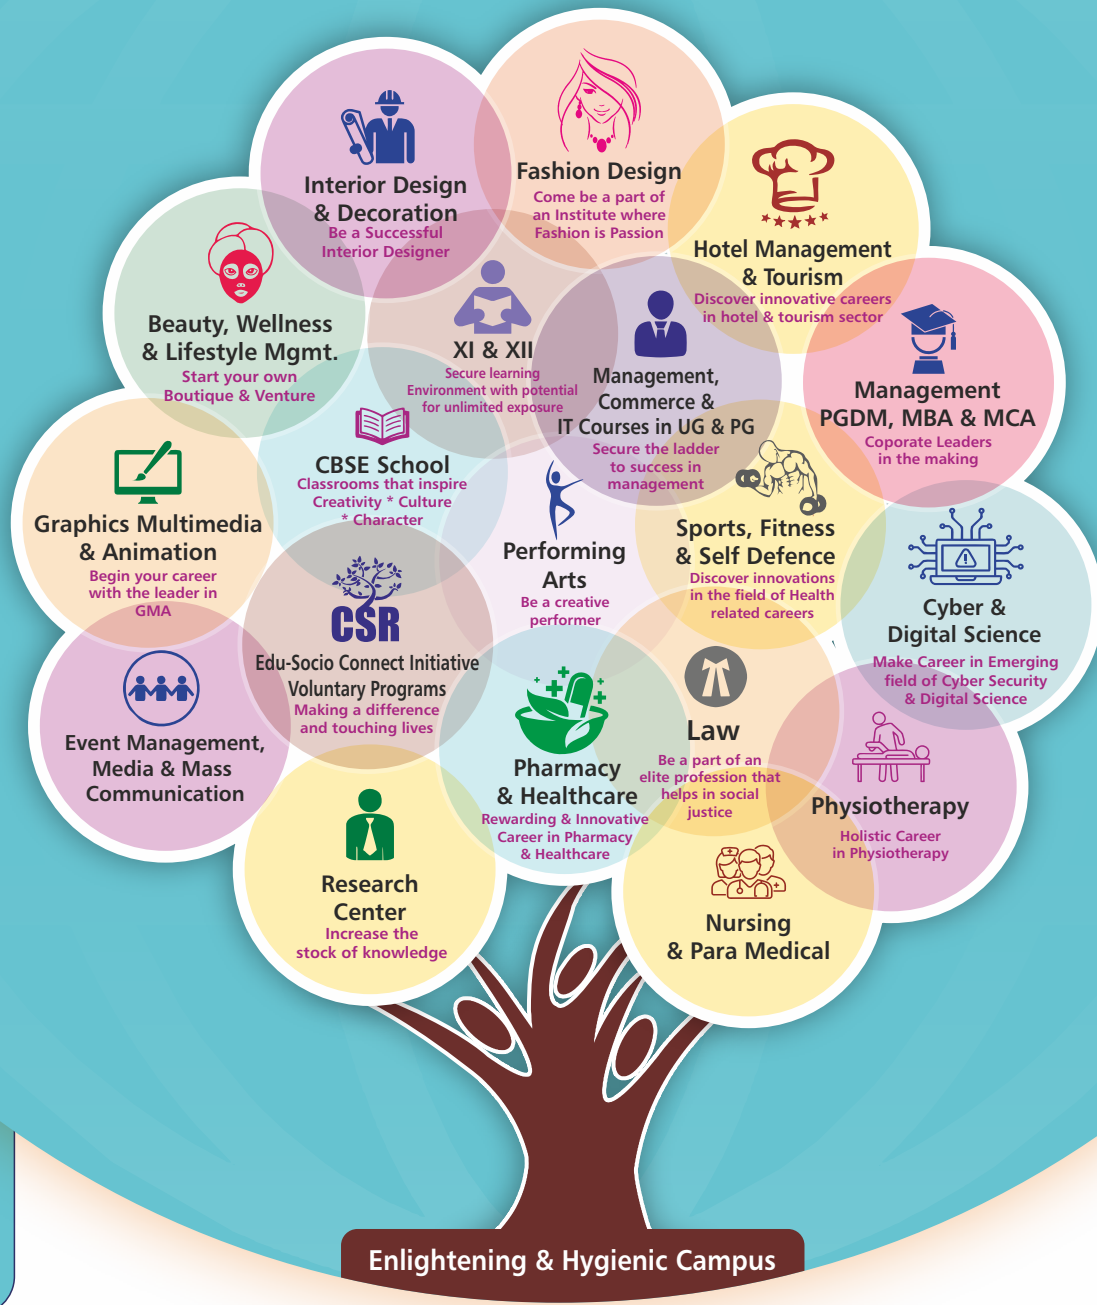 Interior Design
& Decoration
Be a Successful
Interior Designer
Fashion Design
Come be a part of
an Institute where
Fashion is Passion
Hotel Management
& Tourism
Discover innovative careers
in hotel & tourism sector
Beauty, Wellness
& Lifestyle Mgmt.
Start your own
Boutique & Venture
XI & XII
Secure learning
Environment with potential
for unlimited exposure
Management,
Commerce &
IT Courses in UG & PG
Secure the ladder
to success in
management
Management
PGDM, MBA & MCA
Coporate Leaders
in the making
Graphics Multimedia
& Animation
Begin your career
with the leader in
GMA
CBSE School
Classrooms that inspire
Creativity * Culture
* Character
Performing
Arts
Be a creative
performer
Sports, Fitness
& Self Defence
Discover innovations
in the field of Health
related careers
Cyber &
Digital Science
Make Career in Emerging
field of Cyber Security
& Digital Science
CSR
Edu-Socio Connect Initiative
Voluntary Programs
Making a difference
and touching lives
Event Management,
Media & Mass
Communication
Pharmacy
& Healthcare
Rewarding & Innovative
Career in Pharmacy
& Healthcare
Law
Be a part of an
elite profession that
helps in social
justice
Physiotherapy
Holistic Career
in Physiotherapy
Research
Center
Increase the
stock of knowledge
Nursing
& Para Medical
Enlightening & Hygienic Campus